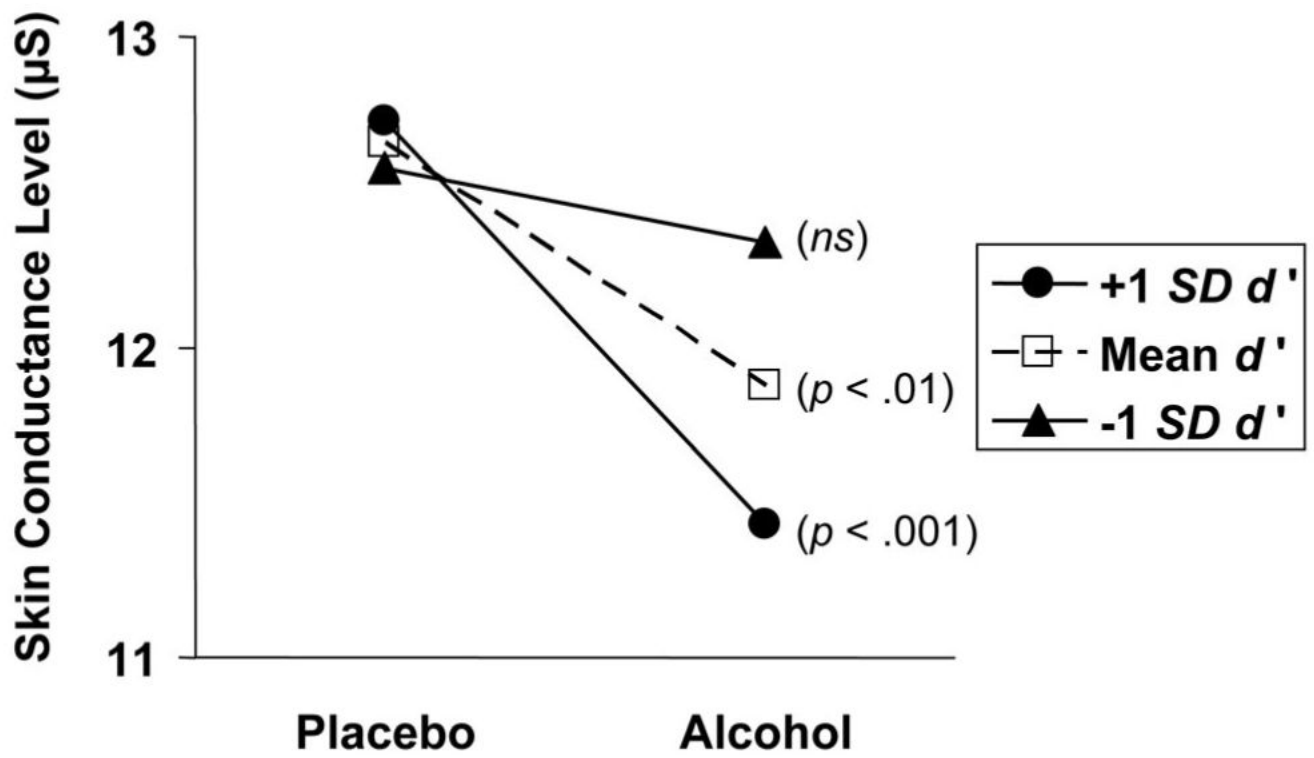 Skin Conductance Level (µS)
13
12
11
(ns)
(p < .01)
(p < .001)
Placebo
Alcohol
+1 SD d '
Mean d '
-1 SD d '